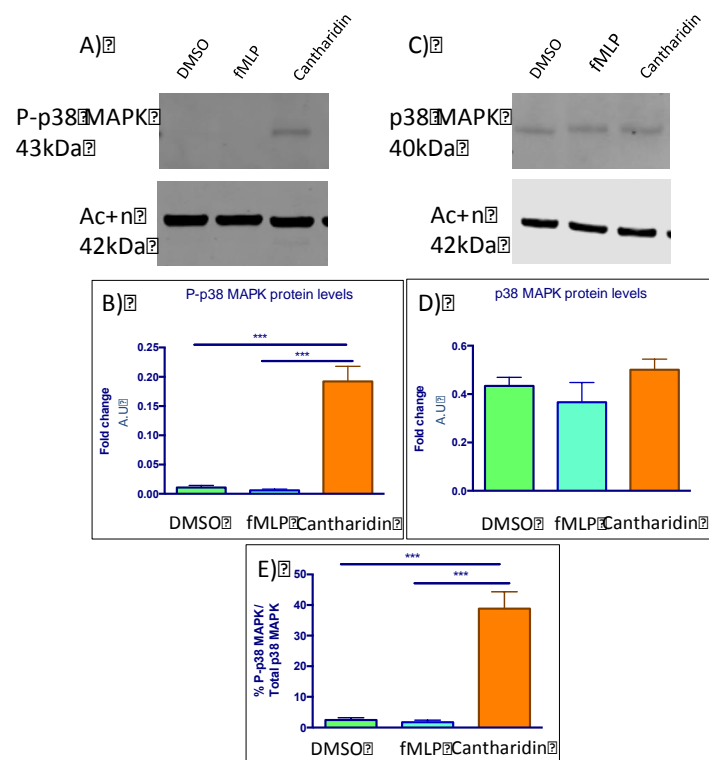 A)⍰
DMSO
fMLP
Cantharidin
P-p38⍰MAPK⍰
43kDa⍰
Ac+n⍰
42kDa⍰
C)⍰
DMSO
fMLP
Cantharidin
p38⍰MAPK⍰
40kDa⍰
Ac+n⍰
42kDa⍰
B)⍰
P-p38 MAPK protein levels
Fold change
A.U⍰
0.25
0.20
0.15
0.10
0.05
0.00
***
***
DMSO⍰
fMLP⍰
Cantharidin⍰
D)⍰
p38 MAPK protein levels
Fold change
A.U⍰
0.6
0.4
0.2
0.0
DMSO⍰
fMLP⍰
Cantharidin⍰
E)⍰
% P-p38 MAPK/
Total p38 MAPK
50
40
30
20
10
0
***
***
DMSO⍰
fMLP⍰
Cantharidin⍰